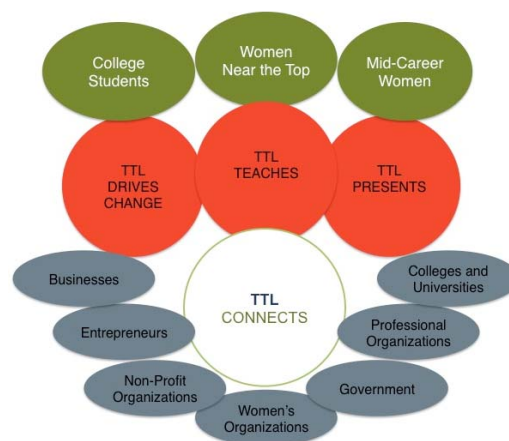 College
Students
Women
Near the Top
Mid-Career
Women
TTL
DRIVES
CHANGE
TTL
TEACHES
TTL
PRESENTS
TTL
CONNECTS
Businesses
Entrepreneurs
Non-Profit
Organizations
Women's
Organizations
Government
Professional
Organizations
Colleges and
Universities